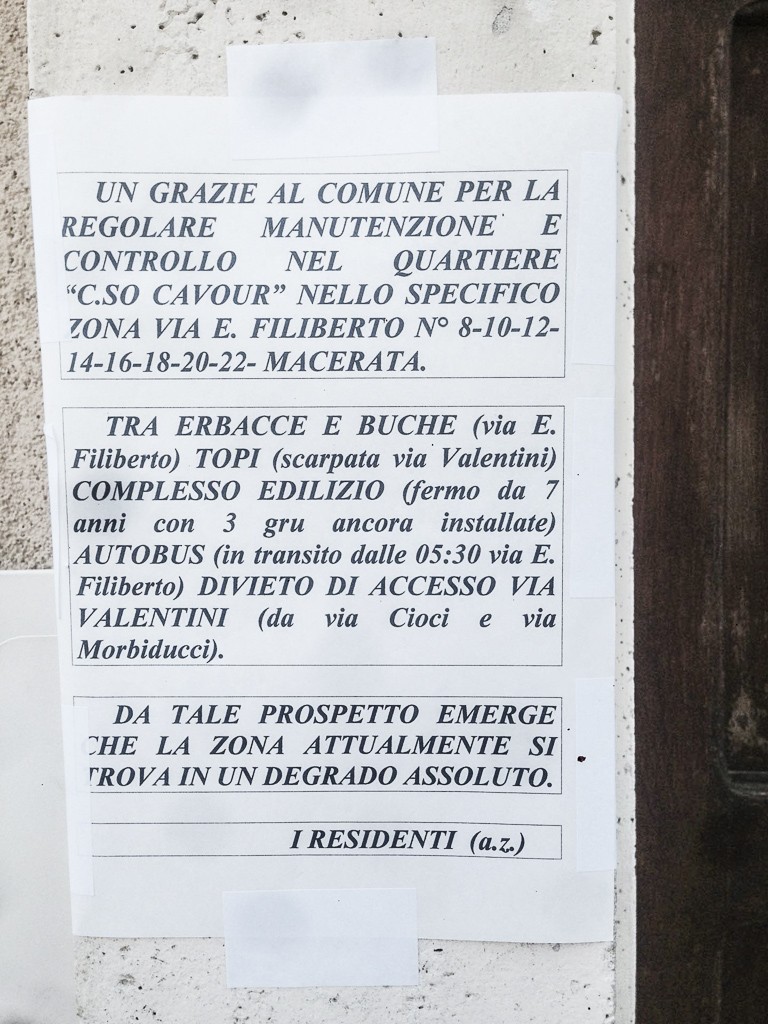 UN GRAZIE AL COMUNE PER LA
REGOLARE MANUTENZIONE E
CONTROLLO NEL QUARTIERE
“C.SO CAVOUR” NELLO SPECIFICO
ZONA VIA E. FILIBERTO N° 8-10-12-
14-16-18-20-22- MACERATA.
TRA ERBACCE E BUCHE (via E.
Filiberto) TOPI (scarpata via Valentini)
COMPLESSO EDILIZIO (fermo da 7
anni con 3 gru ancora installate)
AUTOBUS (in transito dalle 05:30 via E.
Filiberto) DIVIETO DI ACCESSO VIA
VALENTINI (da via Cioci e via
Morbiducci).
DA TALE PROSPETTO EMERGE
CHE LA ZONA ATTUALMENTE SI
TROVA IN UN DEGRADO ASSOLUTO.
I RESIDENTI (a.z.)